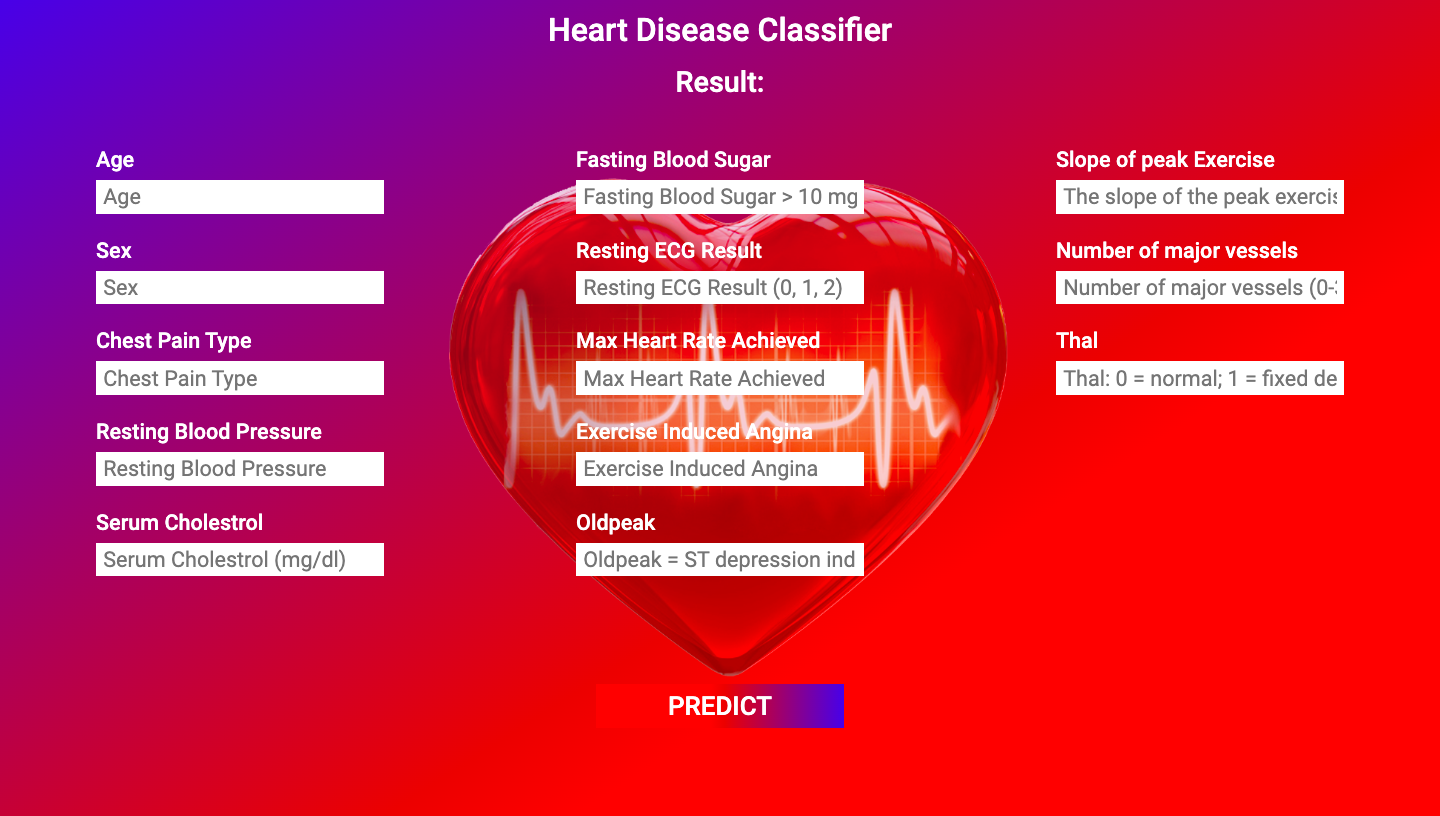 Heart Disease Classifier
Result:
Age
Age
Sex
Sex
Chest Pain Type
Chest Pain Type
Resting Blood Pressure
Resting Blood Pressure
Serum Cholestrol
Serum Cholestrol (mg/dl)
Fasting Blood Sugar
Fasting Blood Sugar > 10 mg
Resting ECG Result
Resting ECG Result (0, 1, 2)
Max Heart Rate Achieved
Max Heart Rate Achieved
Exercise Induced Angina
Exercise Induced Angina
Oldpeak
Oldpeak = ST depression ind
Slope of peak Exercise
The slope of the peak exercis
Number of major vessels
Number of major vessels (0-
Thal
Thal: 0 = normal; 1 = fixed de
PREDICT